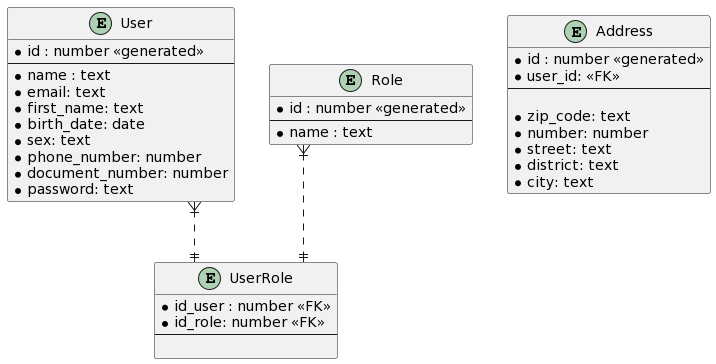 E User
* id : number «generated»
* name : text
* email: text
* first_name: text
* birth_date: date
* sex: text
* phone_number: number
* document_number: number
* password: text
E Role
* id : number «generated»
* name : text
E Address
* id : number «generated»
* user_id: «FK»
* zip_code: text
* number: number
* street: text
* district: text
* city: text
E UserRole
* id_user : number «FK»
* id_role: number «FK»